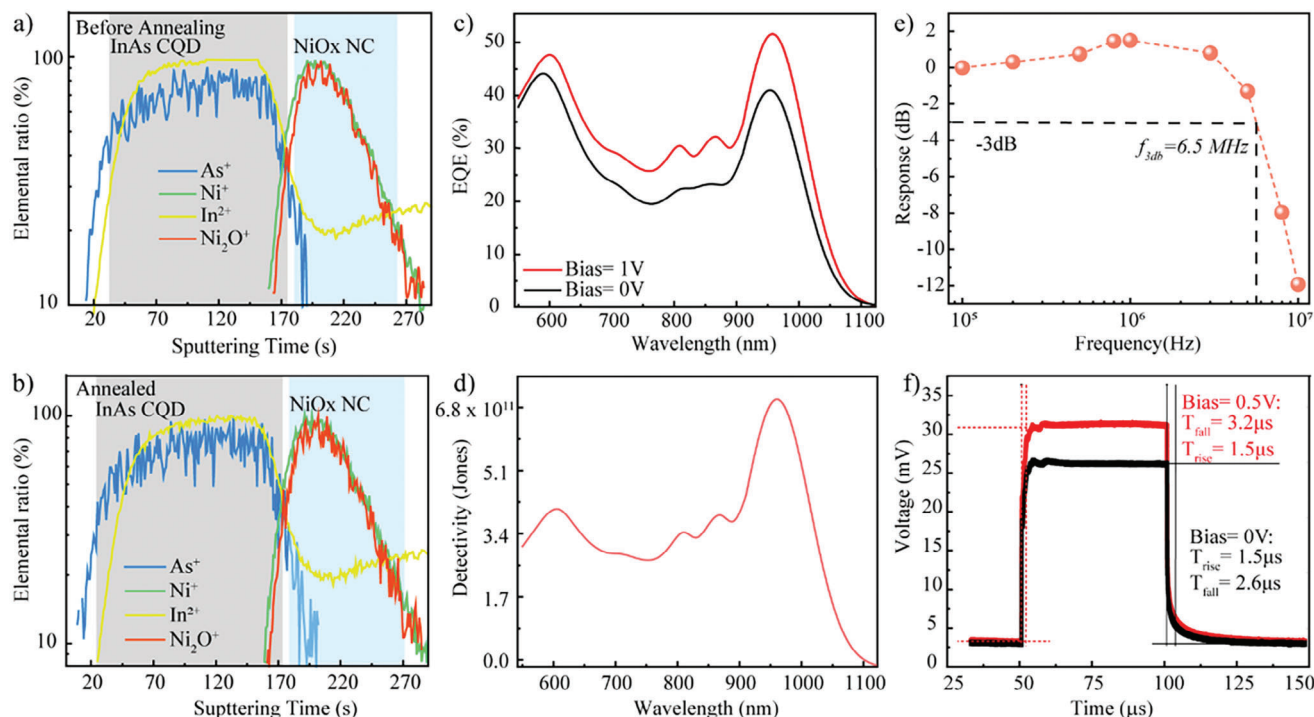 a)
Before Annealing
InAs CQD
NiOx NC
100
10
Elemental ratio (%)
As⁺
Ni⁺
In²⁺
Ni₂O⁺
20 70 120 170 220 270
Sputtering Time (s)
b)
Annealed
InAs CQD
NiOx NC
100
10
Elemental ratio (%)
As⁺
Ni⁺
In²⁺
Ni₂O⁺
20 70 120 170 220 270
Supttering Time (s)
c)
50
40
30
20
10
0
EQE (%)
Bias= 1V
Bias= 0V
600 700 800 900 1000 1100
Wavelength (nm)
d)
6.8 x 10¹¹
5.1
3.4
1.7
0.0
Detectivity (Jones)
600 700 800 900 1000 1100
Wavelength (nm)
e)
2
0
-2
-4
-6
-8
-10
-12
Response (dB)
-3dB
f3db=6.5 MHz
10⁵ 10⁶ 10⁷
Frequency(Hz)
f)
35
30
25
20
15
10
5
0
Voltage (mV)
Bias= 0.5V:
Tfall= 3.2µs
Trise= 1.5µs
Bias= 0V:
Trise= 1.5µs
Tfall= 2.6µs
25 50 75 100 125 150
Time (µs)